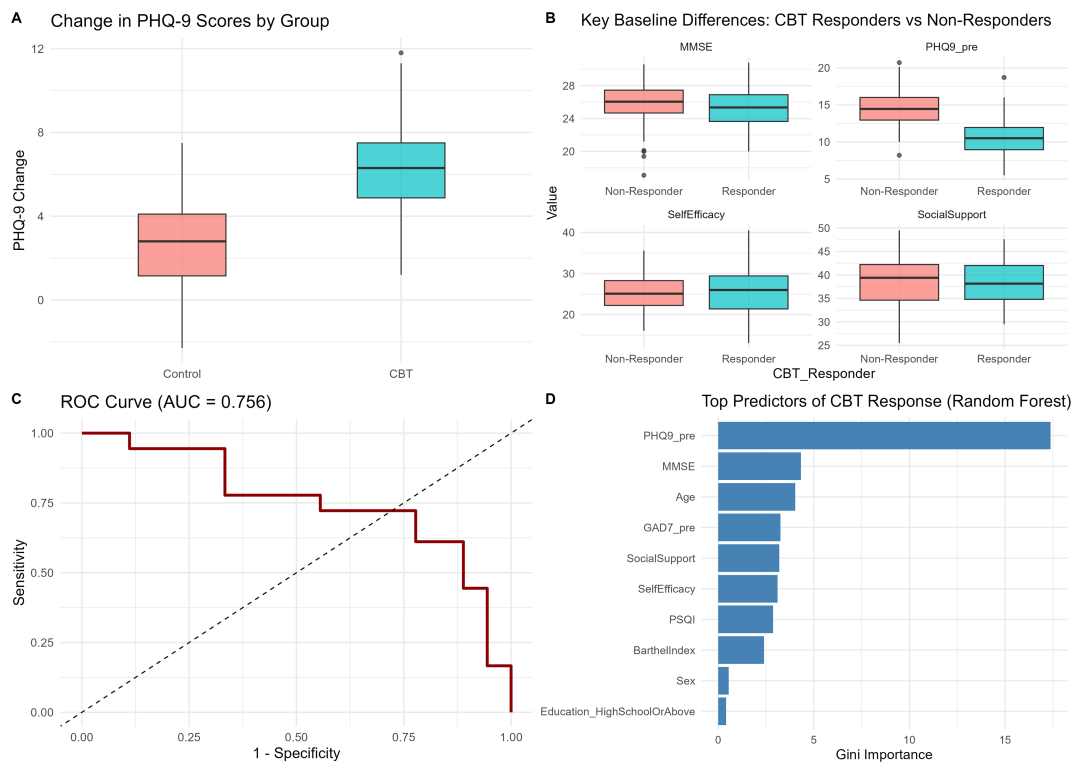 A
Change in PHQ-9 Scores by Group
PHQ-9 Change
12
8
4
0
Control
CBT
B
Key Baseline Differences: CBT Responders vs Non-Responders
Value
MMSE
28
24
20
Non-Responder
Responder
PHQ9_pre
20
15
10
5
Non-Responder
Responder
SelfEfficacy
40
30
20
Non-Responder
Responder
SocialSupport
50
45
40
35
30
25
Non-Responder
Responder
CBT_Responder
C
ROC Curve (AUC = 0.756)
Sensitivity
1.00
0.75
0.50
0.25
0.00
0.00
0.25
0.50
0.75
1.00
1 - Specificity
D
Top Predictors of CBT Response (Random Forest)
PHQ9_pre
MMSE
Age
GAD7_pre
SocialSupport
SelfEfficacy
PSQI
BarthelIndex
Sex
Education_HighSchoolOrAbove
0
5
10
15
Gini Importance